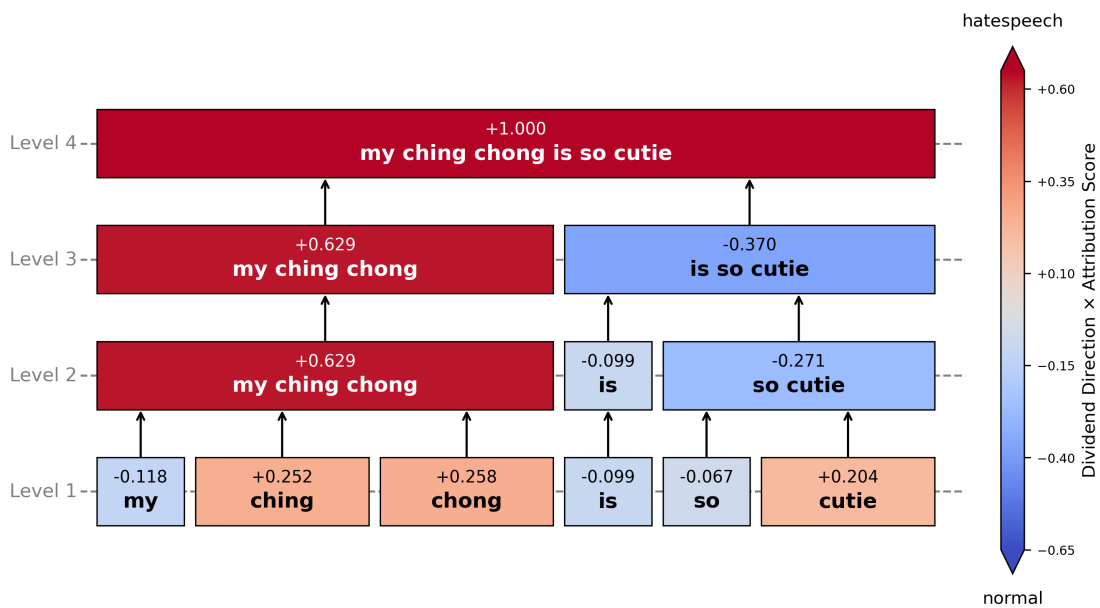 hatespeech
Level 4
+1.000
my ching chong is so cutie
+0.60
+0.35
+0.10
−0.15
−0.40
−0.65
Dividend Direction × Attribution Score
Level 3
+0.629
my ching chong
-0.370
is so cutie
Level 2
+0.629
my ching chong
-0.099
is
-0.271
so cutie
Level 1
-0.118
my
+0.252
ching
+0.258
chong
-0.099
is
-0.067
so
+0.204
cutie
normal